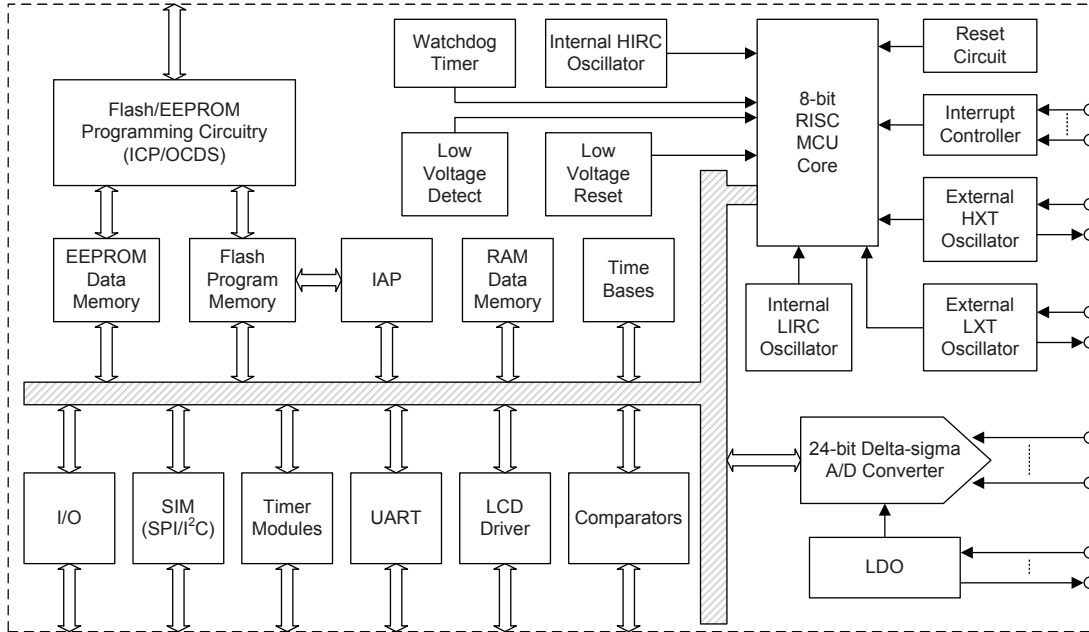 Flash/EEPROM
Programming Circuitry
(ICP/OCDS)
Watchdog
Timer
Internal HIRC
Oscillator
8-bit
RISC
MCU
Core
Reset
Circuit
Interrupt
Controller
Low
Voltage
Detect
Low
Voltage
Reset
External
HXT
Oscillator
EEPROM
Data
Memory
Flash
Program
Memory
IAP
RAM
Data
Memory
Time
Bases
Internal
LIRC
Oscillator
External
LXT
Oscillator
24-bit Delta-sigma
A/D Converter
I/O
SIM
(SPI/I²C)
Timer
Modules
UART
LCD
Driver
Comparators
LDO